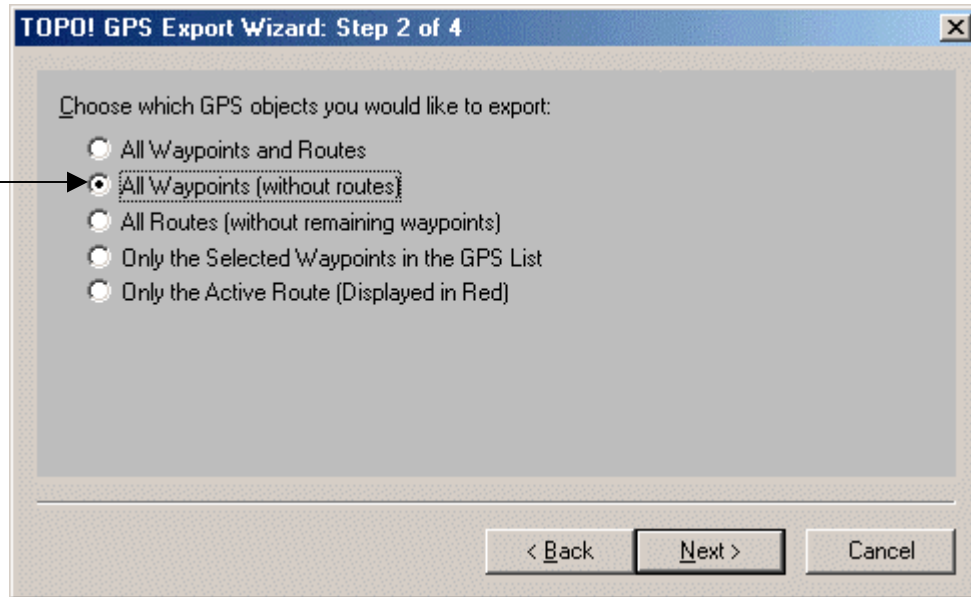 TOPO! GPS Export Wizard: Step 2 of 4
Choose which GPS objects you would like to export:
All Waypoints and Routes
All Waypoints (without routes)
All Routes (without remaining waypoints)
Only the Selected Waypoints in the GPS List
Only the Active Route (Displayed in Red)
< Back Next > Cancel